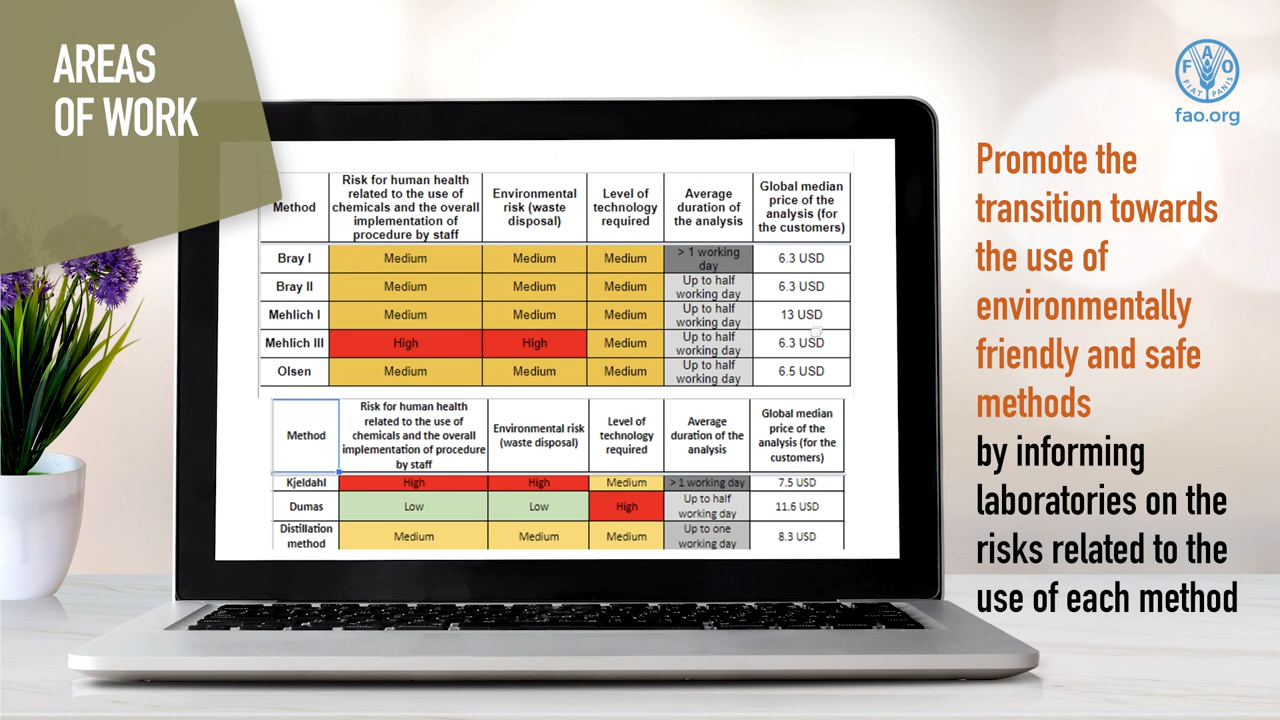 AREAS
OF WORK
FAO
FIAT PANIS
fao.org
Promote the
transition towards
the use of
environmentally
friendly and safe
methods
by informing
laboratories on the
risks related to the
use of each method
Method
Risk for human health
related to the use of
chemicals and the overall
implementation of
procedure by staff
Environmental
risk (waste
disposal)
Level of
technology
required
Average
duration of
the analysis
Global median
price of the
analysis (for
the customers)
Bray I
Medium
Medium
Medium
> 1 working
day
6.3 USD
Bray II
Medium
Medium
Medium
Up to half
working day
6.3 USD
Mehlich I
Medium
Medium
Medium
Up to half
working day
13 USD
Mehlich III
High
High
Medium
Up to half
working day
6.3 USD
Olsen
Medium
Medium
Medium
Up to half
working day
6.5 USD
Method
Risk for human health
related to the use of
chemicals and the overall
implementation of procedure
by staff
Environmental risk
(waste disposal)
Level of
technology
required
Average
duration of the
analysis
Global median
price of the
analysis (for the
customers)
Kjeldahl
High
High
Medium
> 1 working day
7.5 USD
Dumas
Low
Low
High
Up to half
working day
11.6 USD
Distillation
method
Medium
Medium
Medium
Up to one
working day
8.3 USD